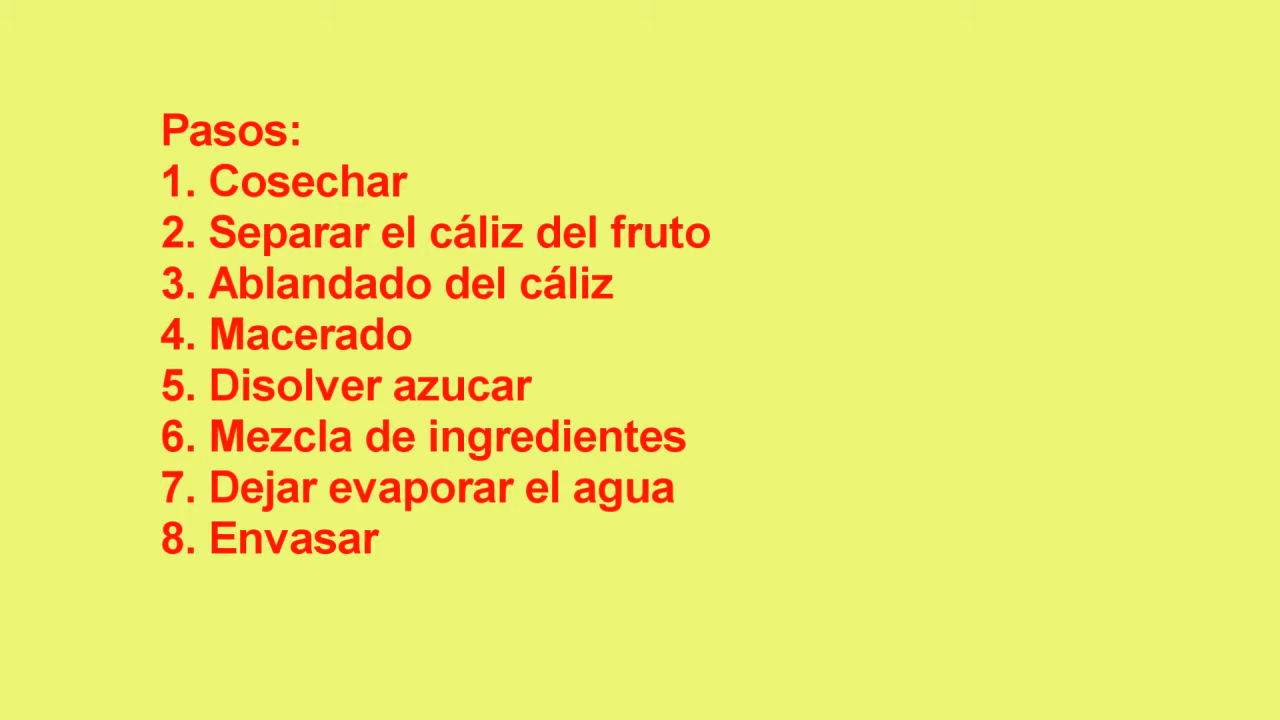 Pasos:
1. Cosechar
2. Separar el cáliz del fruto
3. Ablandado del cáliz
4. Macerado
5. Disolver azucar
6. Mezcla de ingredientes
7. Dejar evaporar el agua
8. Envasar